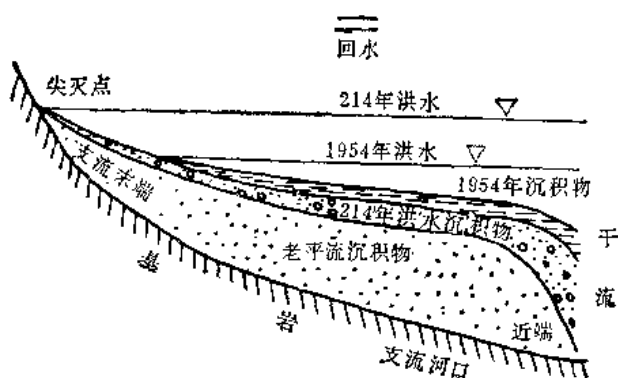 回水
尖灭点
214年洪水
1954年洪水
1954年沉积物
支流末端
214年洪水沉积物
干流
老平流沉积物
基岩
近端
支流河口